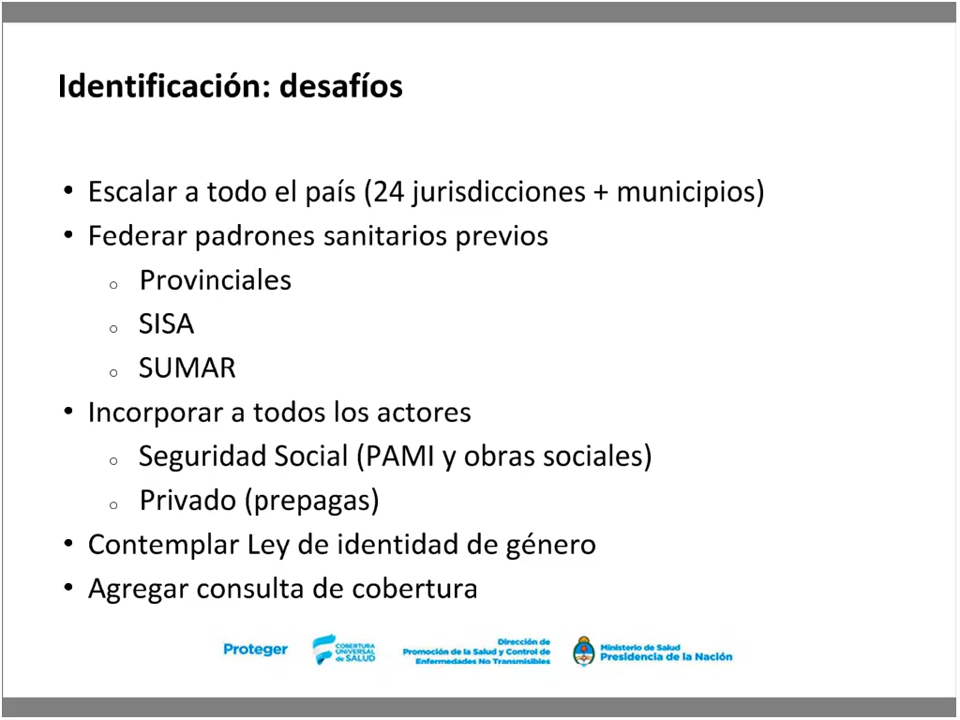 Identificación: desafíos
• Escalar a todo el país (24 jurisdicciones + municipios)
• Federar padrones sanitarios previos
○ Provinciales
○ SISA
○ SUMAR
• Incorporar a todos los actores
○ Seguridad Social (PAMI y obras sociales)
○ Privado (prepagas)
• Contemplar Ley de identidad de género
• Agregar consulta de cobertura
Proteger
COBERTURA
UNIVERSAL
de SALUD
Dirección de
Promoción de la Salud y Control de
Enfermedades No Transmisibles
Ministerio de Salud
Presidencia de la Nación